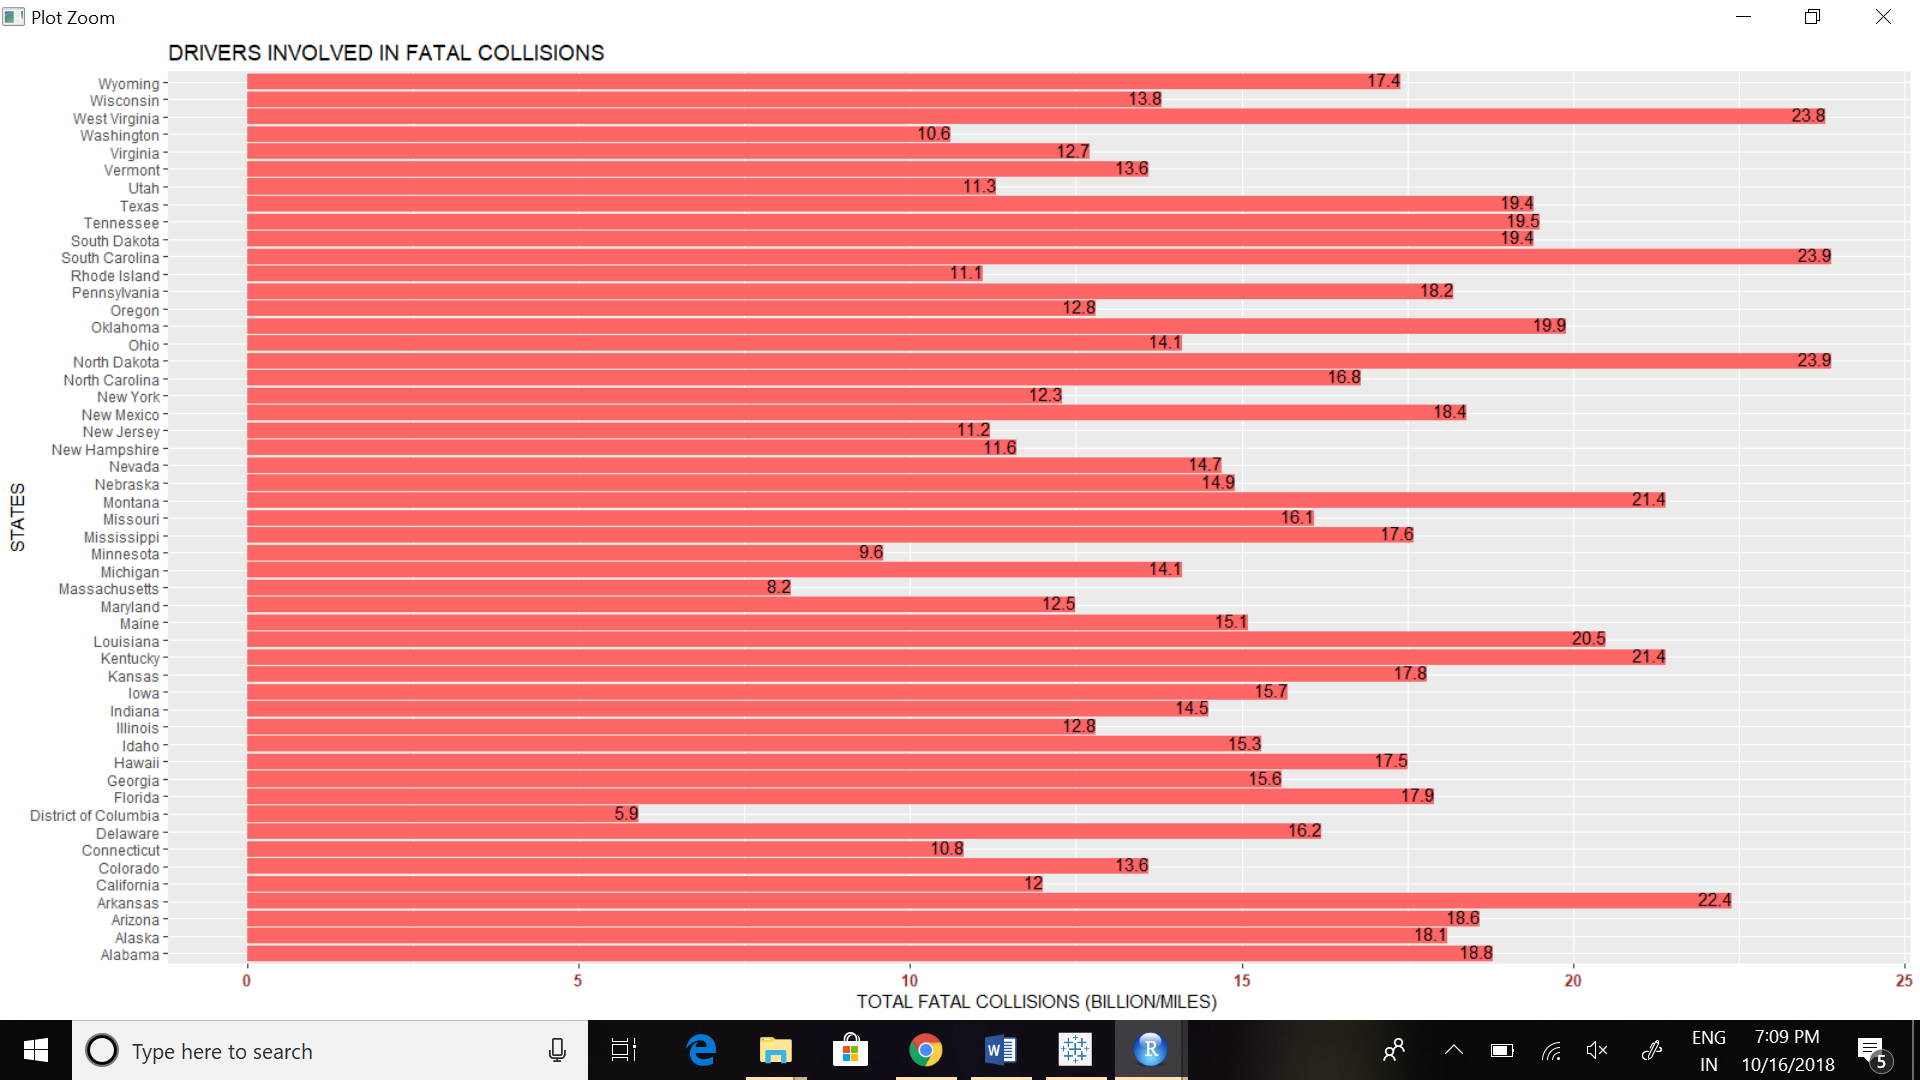 Plot Zoom
DRIVERS INVOLVED IN FATAL COLLISIONS
Wyoming 17.4
Wisconsin 13.8
West Virginia 23.8
Washington 10.6
Virginia 12.7
Vermont 13.6
Utah 11.3
Texas 19.4
Tennessee 19.5
South Dakota 19.4
South Carolina 23.9
Rhode Island 11.1
Pennsylvania 18.2
Oregon 12.8
Oklahoma 19.9
Ohio 14.1
North Dakota 23.9
North Carolina 16.8
New York 12.3
New Mexico 18.4
New Jersey 11.2
New Hampshire 11.6
Nevada 14.7
Nebraska 14.9
Montana 21.4
Missouri 16.1
Mississippi 17.6
Minnesota 9.6
Michigan 14.1
Massachusetts 8.2
Maryland 12.5
Maine 15.1
Louisiana 20.5
Kentucky 21.4
Kansas 17.8
Iowa 15.7
Indiana 14.5
Illinois 12.8
Idaho 15.3
Hawaii 17.5
Georgia 15.6
Florida 17.9
District of Columbia 5.9
Delaware 16.2
Connecticut 10.8
Colorado 13.6
California 12
Arkansas 22.4
Arizona 18.6
Alaska 18.1
Alabama 18.8
STATES
0 5 10 15 20 25
TOTAL FATAL COLLISIONS (BILLION/MILES)
Type here to search
W
R
ENG
IN
7:09 PM
10/16/2018
5